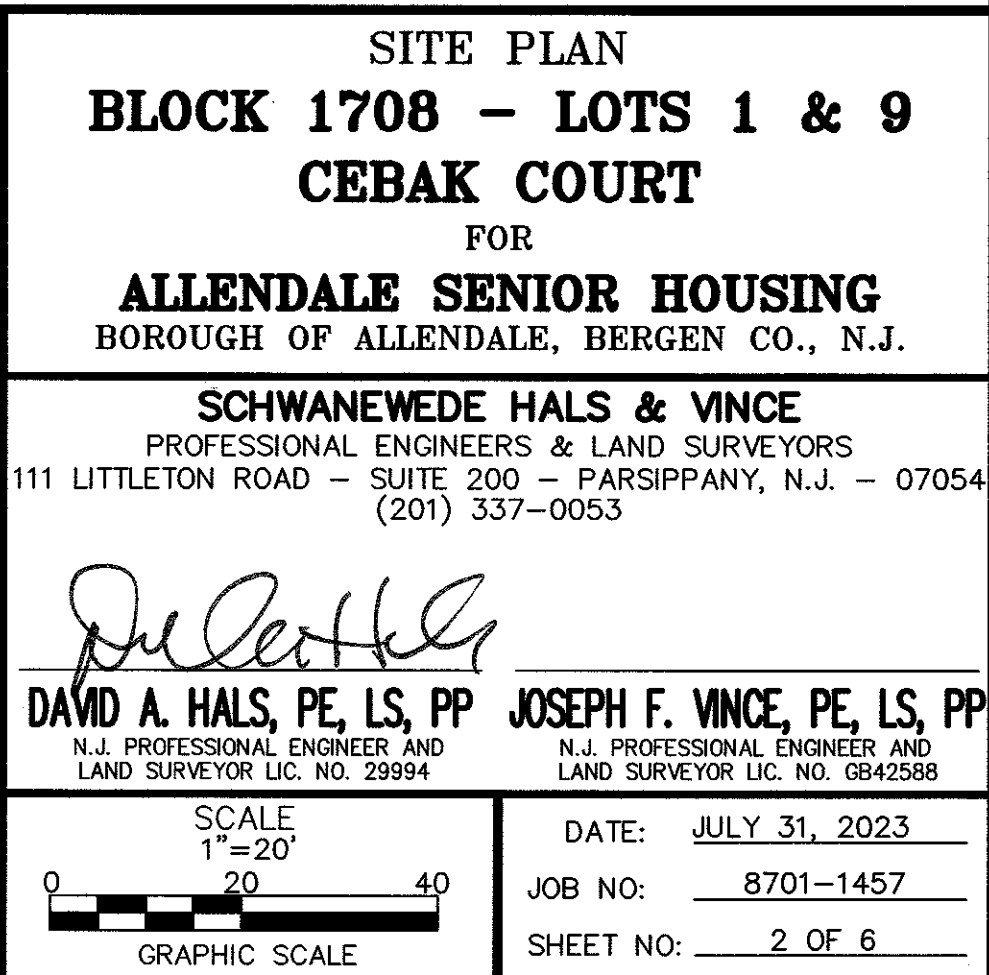 SITE PLAN
BLOCK 1708 – LOTS 1 & 9
CEBAK COURT
FOR
ALLENDALE SENIOR HOUSING
BOROUGH OF ALLENDALE, BERGEN CO., N.J.
SCHWANEWEDE HALS & VINCE
PROFESSIONAL ENGINEERS & LAND SURVEYORS
111 LITTLETON ROAD – SUITE 200 – PARSIPPANY, N.J. – 07054
(201) 337–0053
DAVID A. HALS, PE, LS, PP
N.J. PROFESSIONAL ENGINEER AND
LAND SURVEYOR LIC. NO. 29994
JOSEPH F. VINCE, PE, LS, PP
N.J. PROFESSIONAL ENGINEER AND
LAND SURVEYOR LIC. NO. GB42588
SCALE
1"=20'
0 20 40
GRAPHIC SCALE
DATE: JULY 31, 2023
JOB NO: 8701–1457
SHEET NO: 2 OF 6